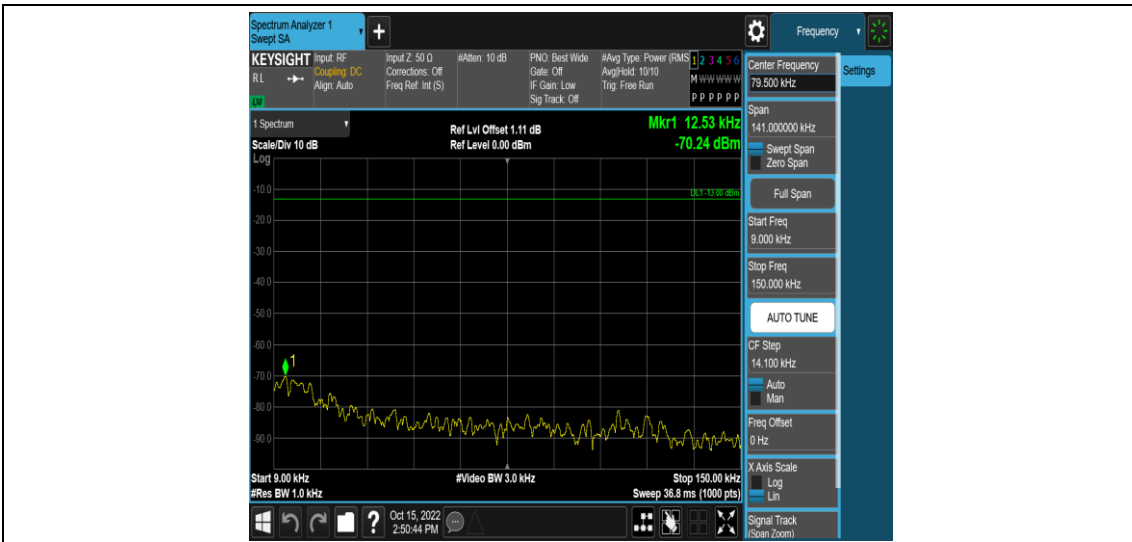 Spectrum Analyzer 1
Swept SA
+
Frequency
KEYSIGHT
RL
LNI
Input: RF
Coupling: DC
Align: Auto
Input Z: 50 Ω
Corrections: Off
Freq Ref: Int (S)
#Atten: 10 dB
PNO: Best Wide
Gate: Off
IF Gain: Low
Sig Track: Off
#Avg Type: Power (RMS
Avg|Hold: 10/10
Trig: Free Run
1 2 3 4 5 6
M W W W W W
P P P P P P
1 Spectrum
Scale/Div 10 dB
Ref Lvl Offset 1.11 dB
Ref Level 0.00 dBm
Mkr1 12.53 kHz
-70.24 dBm
Log
DL1 -13.00 dBm
-10.0
-20.0
-30.0
-40.0
-50.0
-60.0
1
-70.0
-80.0
-90.0
Start 9.00 kHz
#Video BW 3.0 kHz
Stop 150.00 kHz
#Res BW 1.0 kHz
Sweep 36.8 ms (1000 pts)
?
Oct 15, 2022
2:50:44 PM
Center Frequency
79.500 kHz
Settings
Span
141.000000 kHz
Swept Span
Zero Span
Full Span
Start Freq
9.000 kHz
Stop Freq
150.000 kHz
AUTO TUNE
CF Step
14.100 kHz
Auto
Man
Freq Offset
0 Hz
X Axis Scale
Log
Lin
Signal Track
(Span Zoom)